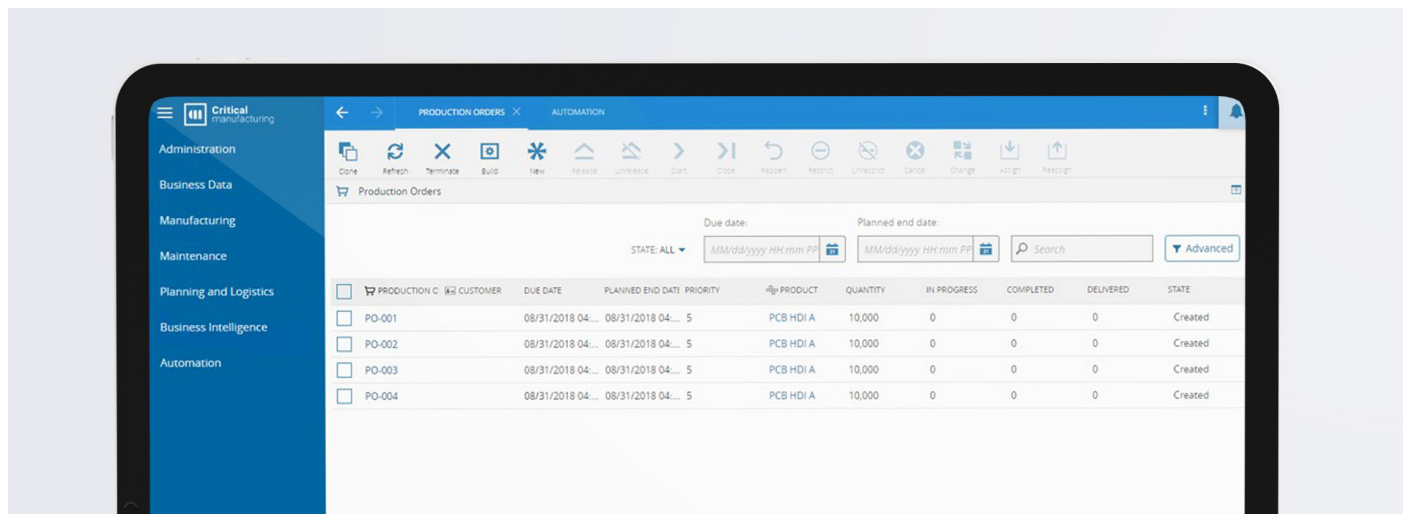 Critical
manufacturing
PRODUCTION ORDERS
AUTOMATION
Administration
Business Data
Manufacturing
Maintenance
Planning and Logistics
Business Intelligence
Automation
Clone Refresh Terminate Build New Release Unrelease Start Close Reopen Restrict Unrestrict Cancel Change Assign Reassign
Production Orders
Due date: Planned end date:
STATE: ALL MM/dd/yyyy HH:mm PP MM/dd/yyyy HH:mm PP Search Advanced
PRODUCTION O CUSTOMER DUE DATE PLANNED END DATE PRIORITY PRODUCT QUANTITY IN PROGRESS COMPLETED DELIVERED STATE
PO-001 08/31/2018 04:... 08/31/2018 04:... 5 PCB HDI A 10,000 0 0 0 Created
PO-002 08/31/2018 04:... 08/31/2018 04:... 5 PCB HDI A 10,000 0 0 0 Created
PO-003 08/31/2018 04:... 08/31/2018 04:... 5 PCB HDI A 10,000 0 0 0 Created
PO-004 08/31/2018 04:... 08/31/2018 04:... 5 PCB HDI A 10,000 0 0 0 Created